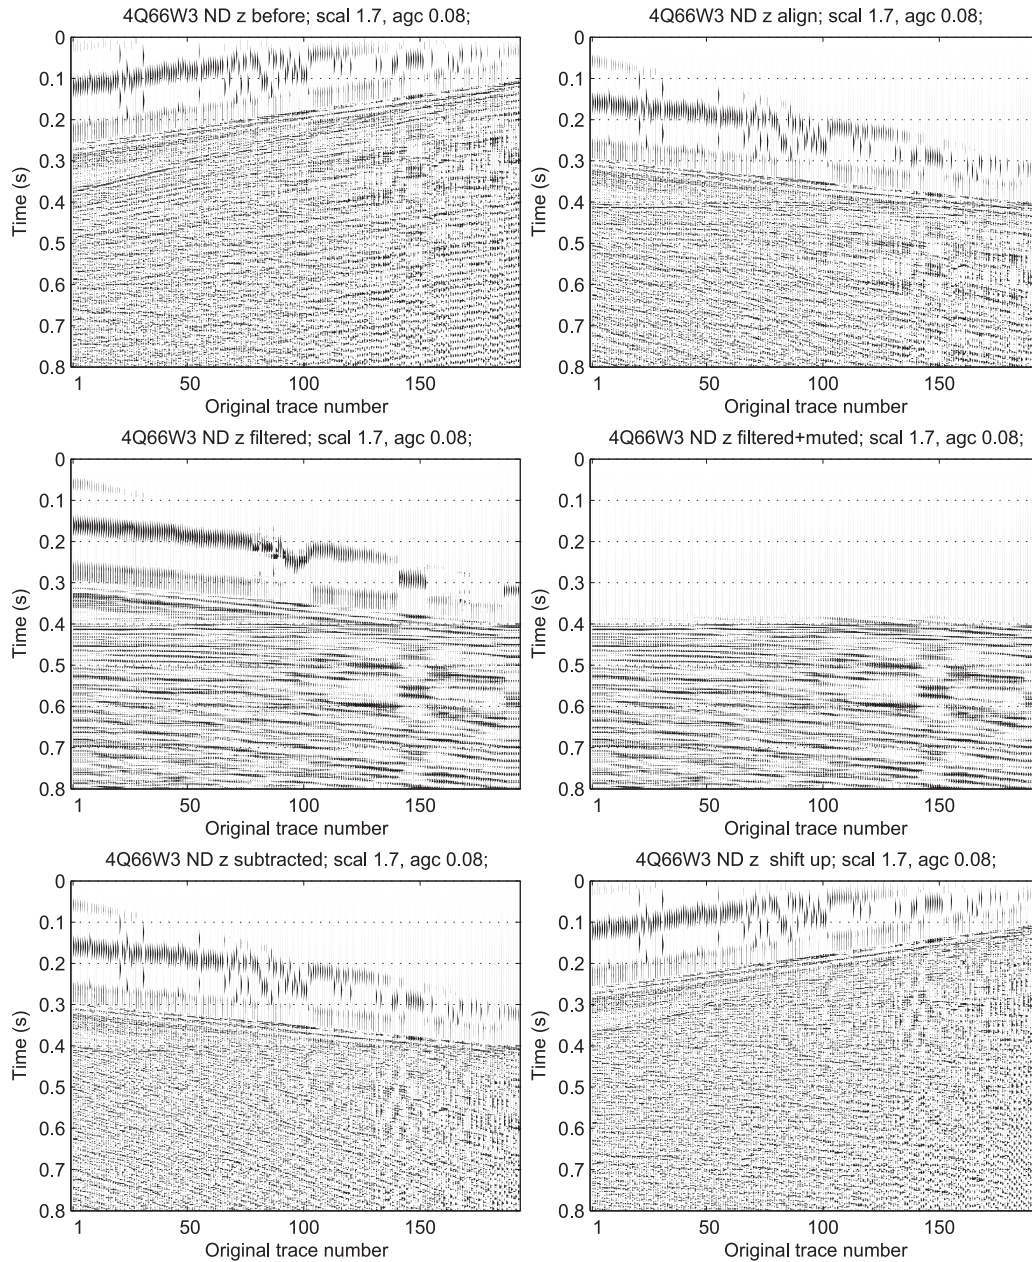 4Q66W3 ND z before; scal 1.7, agc 0.08;
0
0.1
0.2
0.3
0.4
0.5
0.6
0.7
0.8
Time (s)
1 50 100 150
Original trace number
4Q66W3 ND z align; scal 1.7, agc 0.08;
0
0.1
0.2
0.3
0.4
0.5
0.6
0.7
0.8
Time (s)
1 50 100 150
Original trace number
4Q66W3 ND z filtered; scal 1.7, agc 0.08;
0
0.1
0.2
0.3
0.4
0.5
0.6
0.7
0.8
Time (s)
1 50 100 150
Original trace number
4Q66W3 ND z filtered+muted; scal 1.7, agc 0.08;
0
0.1
0.2
0.3
0.4
0.5
0.6
0.7
0.8
Time (s)
1 50 100 150
Original trace number
4Q66W3 ND z subtracted; scal 1.7, agc 0.08;
0
0.1
0.2
0.3
0.4
0.5
0.6
0.7
0.8
Time (s)
1 50 100 150
Original trace number
4Q66W3 ND z shift up; scal 1.7, agc 0.08;
0
0.1
0.2
0.3
0.4
0.5
0.6
0.7
0.8
Time (s)
1 50 100 150
Original trace number